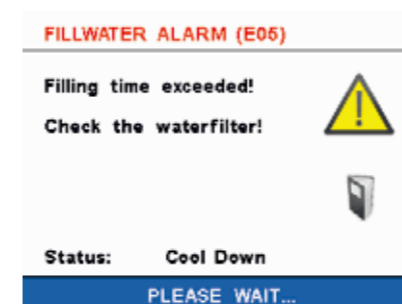 FILLWATER ALARM (E05)
Filling time exceeded!
Check the waterfilter!
Status: Cool Down
PLEASE WAIT...